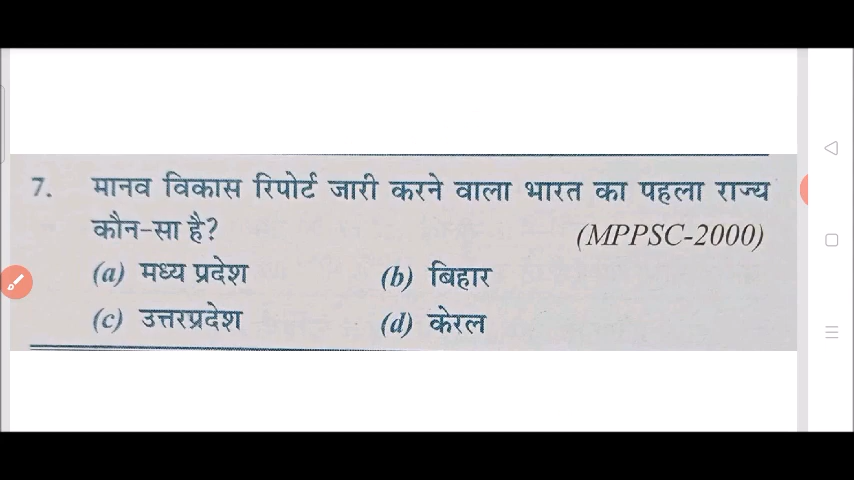 7. मानव विकास रिपोर्ट जारी करने वाला भारत का पहला राज्य
कौन-सा है? (MPPSC-2000)
(a) मध्य प्रदेश (b) बिहार
(c) उत्तरप्रदेश (d) केरल